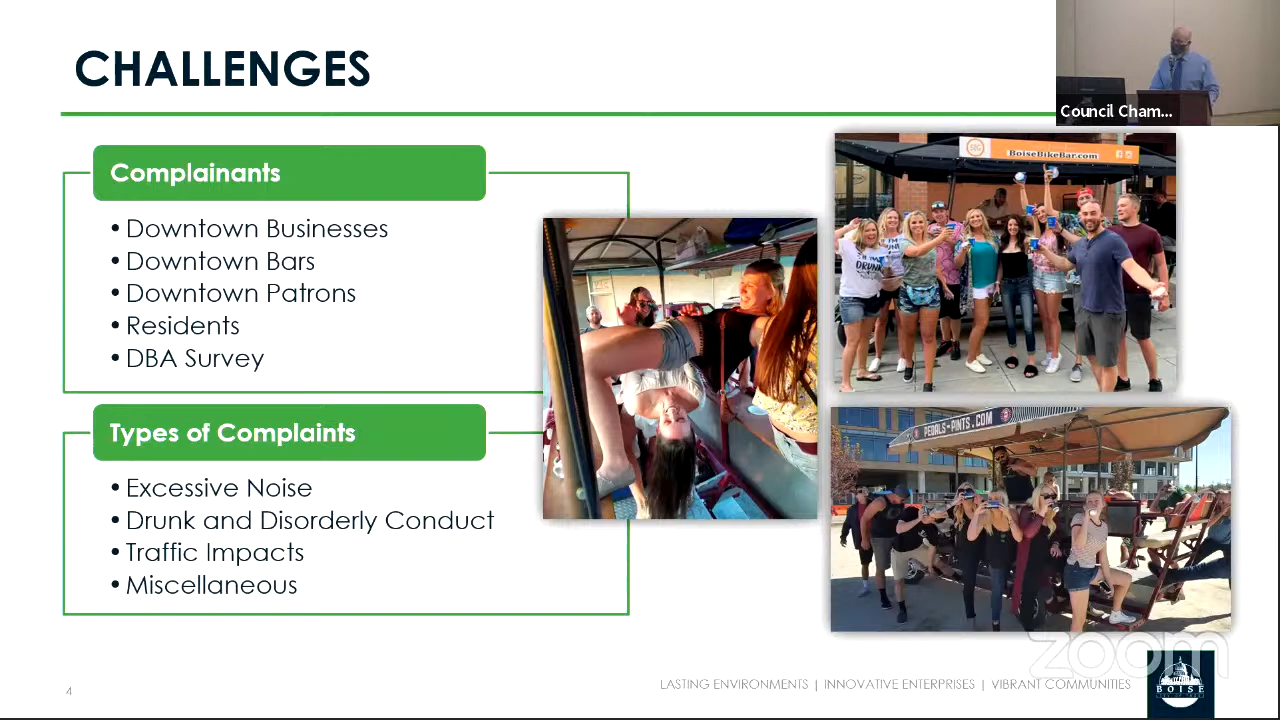 CHALLENGES
Council Cham...
Complainants
• Downtown Businesses
• Downtown Bars
• Downtown Patrons
• Residents
• DBA Survey
Types of Complaints
• Excessive Noise
• Drunk and Disorderly Conduct
• Traffic Impacts
• Miscellaneous
BoiseBikeBar.com
DRUNK
PEDALS-PINTS.COM
zoom
4
LASTING ENVIRONMENTS | INNOVATIVE ENTERPRISES | VIBRANT COMMUNITIES
BOISE